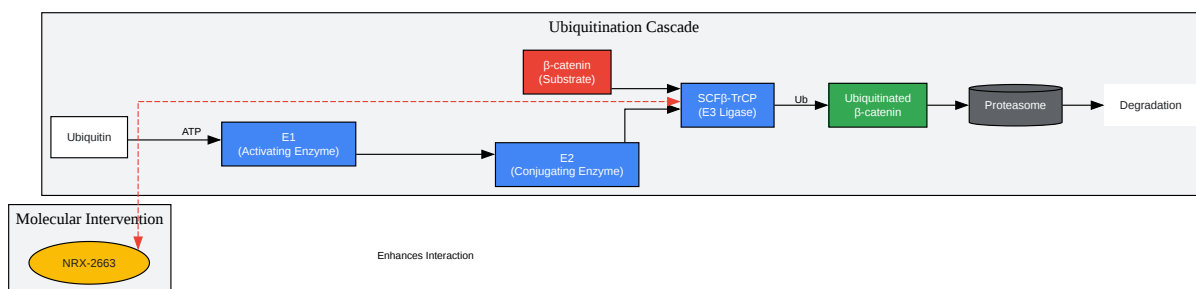 Ubiquitination Cascade
β-catenin
(Substrate)
SCFβ-TrCP
(E3 Ligase)
Ub
Ubiquitinated
β-catenin
Proteasome
Degradation
Ubiquitin
ATP
E1
(Activating Enzyme)
E2
(Conjugating Enzyme)
Molecular Intervention
NRX-2663
Enhances Interaction